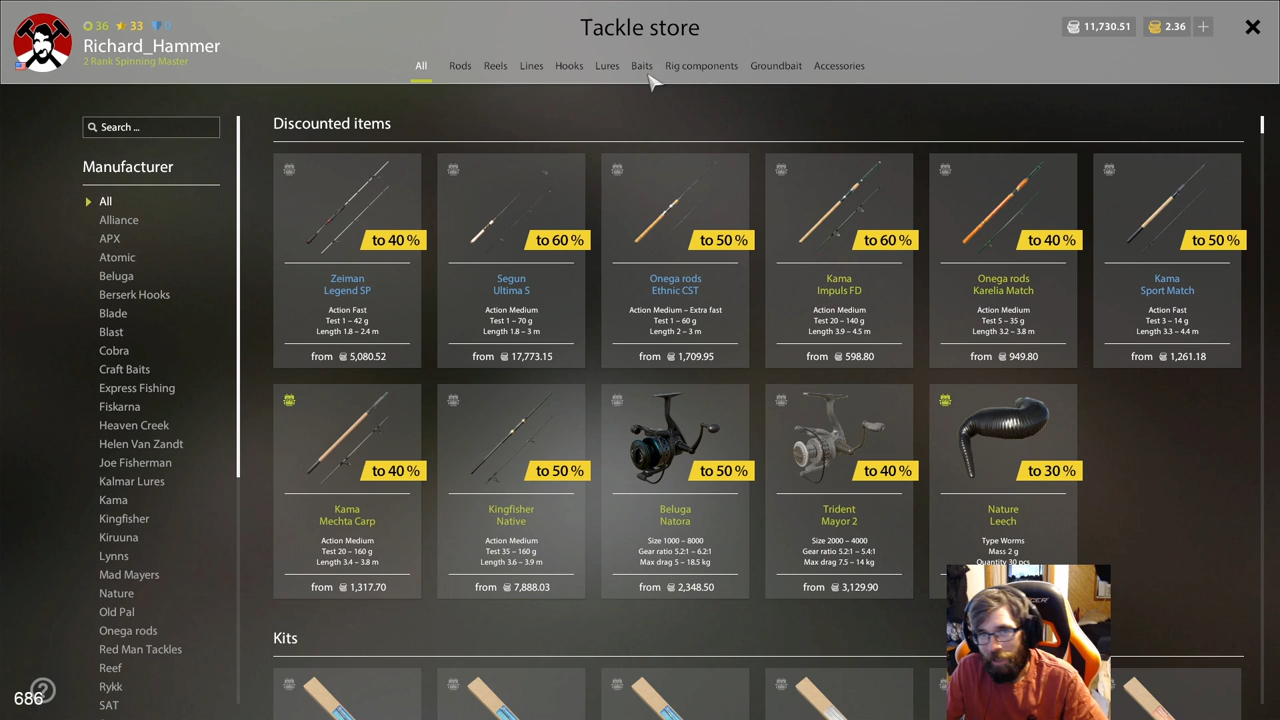 36 33 0
Richard_Hammer
2 Rank Spinning Master
Tackle store
11,730.51 2.36 +
All Rods Reels Lines Hooks Lures Baits Rig components Groundbait Accessories
Search ...
Manufacturer
All
Alliance
APX
Atomic
Beluga
Berserk Hooks
Blade
Blast
Cobra
Craft Baits
Express Fishing
Fiskarna
Heaven Creek
Helen Van Zandt
Joe Fisherman
Kalmar Lures
Kama
Kingfisher
Kiruuna
Lynns
Mad Mayers
Nature
Old Pal
Onega rods
Red Man Tackles
Reef
Rykk
SAT
686
?
Discounted items
to 40 %
Zeiman
Legend SP
Action Fast
Test 1 – 42 g
Length 1.8 – 2.4 m
from 5,080.52
to 60 %
Segun
Ultima S
Action Medium
Test 1 – 70 g
Length 1.8 – 3 m
from 17,773.15
to 50 %
Onega rods
Ethnic CST
Action Medium – Extra fast
Test 1 – 60 g
Length 2 – 3 m
from 1,709.95
to 60 %
Kama
Impuls FD
Action Medium
Test 20 – 140 g
Length 3.9 – 4.5 m
from 598.80
to 40 %
Onega rods
Karelia Match
Action Medium
Test 5 – 35 g
Length 3.2 – 3.8 m
from 949.80
to 50 %
Kama
Sport Match
Action Fast
Test 3 – 14 g
Length 3.3 – 4.4 m
from 1,261.18
to 40 %
Kama
Mechta Carp
Action Medium
Test 20 – 160 g
Length 3.4 – 3.8 m
from 1,317.70
to 50 %
Kingfisher
Native
Action Medium
Test 35 – 160 g
Length 3.6 – 3.9 m
from 7,888.03
to 50 %
Beluga
Natora
Size 1000 – 8000
Gear ratio 5.2:1 – 6.2:1
Max drag 5 – 18.5 kg
from 2,348.50
to 40 %
Trident
Mayor 2
Size 2000 – 4000
Gear ratio 5.2:1 – 5.4:1
Max drag 7.5 – 14 kg
from 3,129.90
to 30 %
Nature
Leech
Type Worms
Mass 2 g
Quantity 30 pcs
Kits